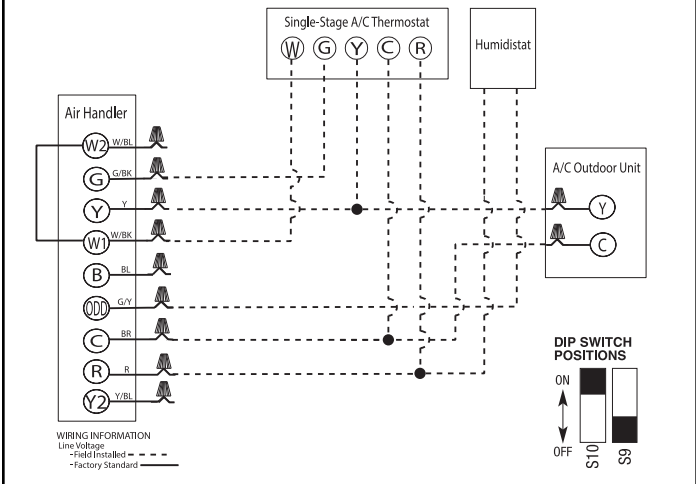 Single-Stage A/C Thermostat
W G Y C R
Humidistat
Air Handler
W2 W/BL
G G/BK
Y Y
W1 W/BK
B BL
ODD G/Y
C BR
R R
Y2 Y/BL
A/C Outdoor Unit
Y
C
DIP SWITCH
POSITIONS
ON
OFF
S10
S9
WIRING INFORMATION
Line Voltage
-Field Installed
-Factory Standard